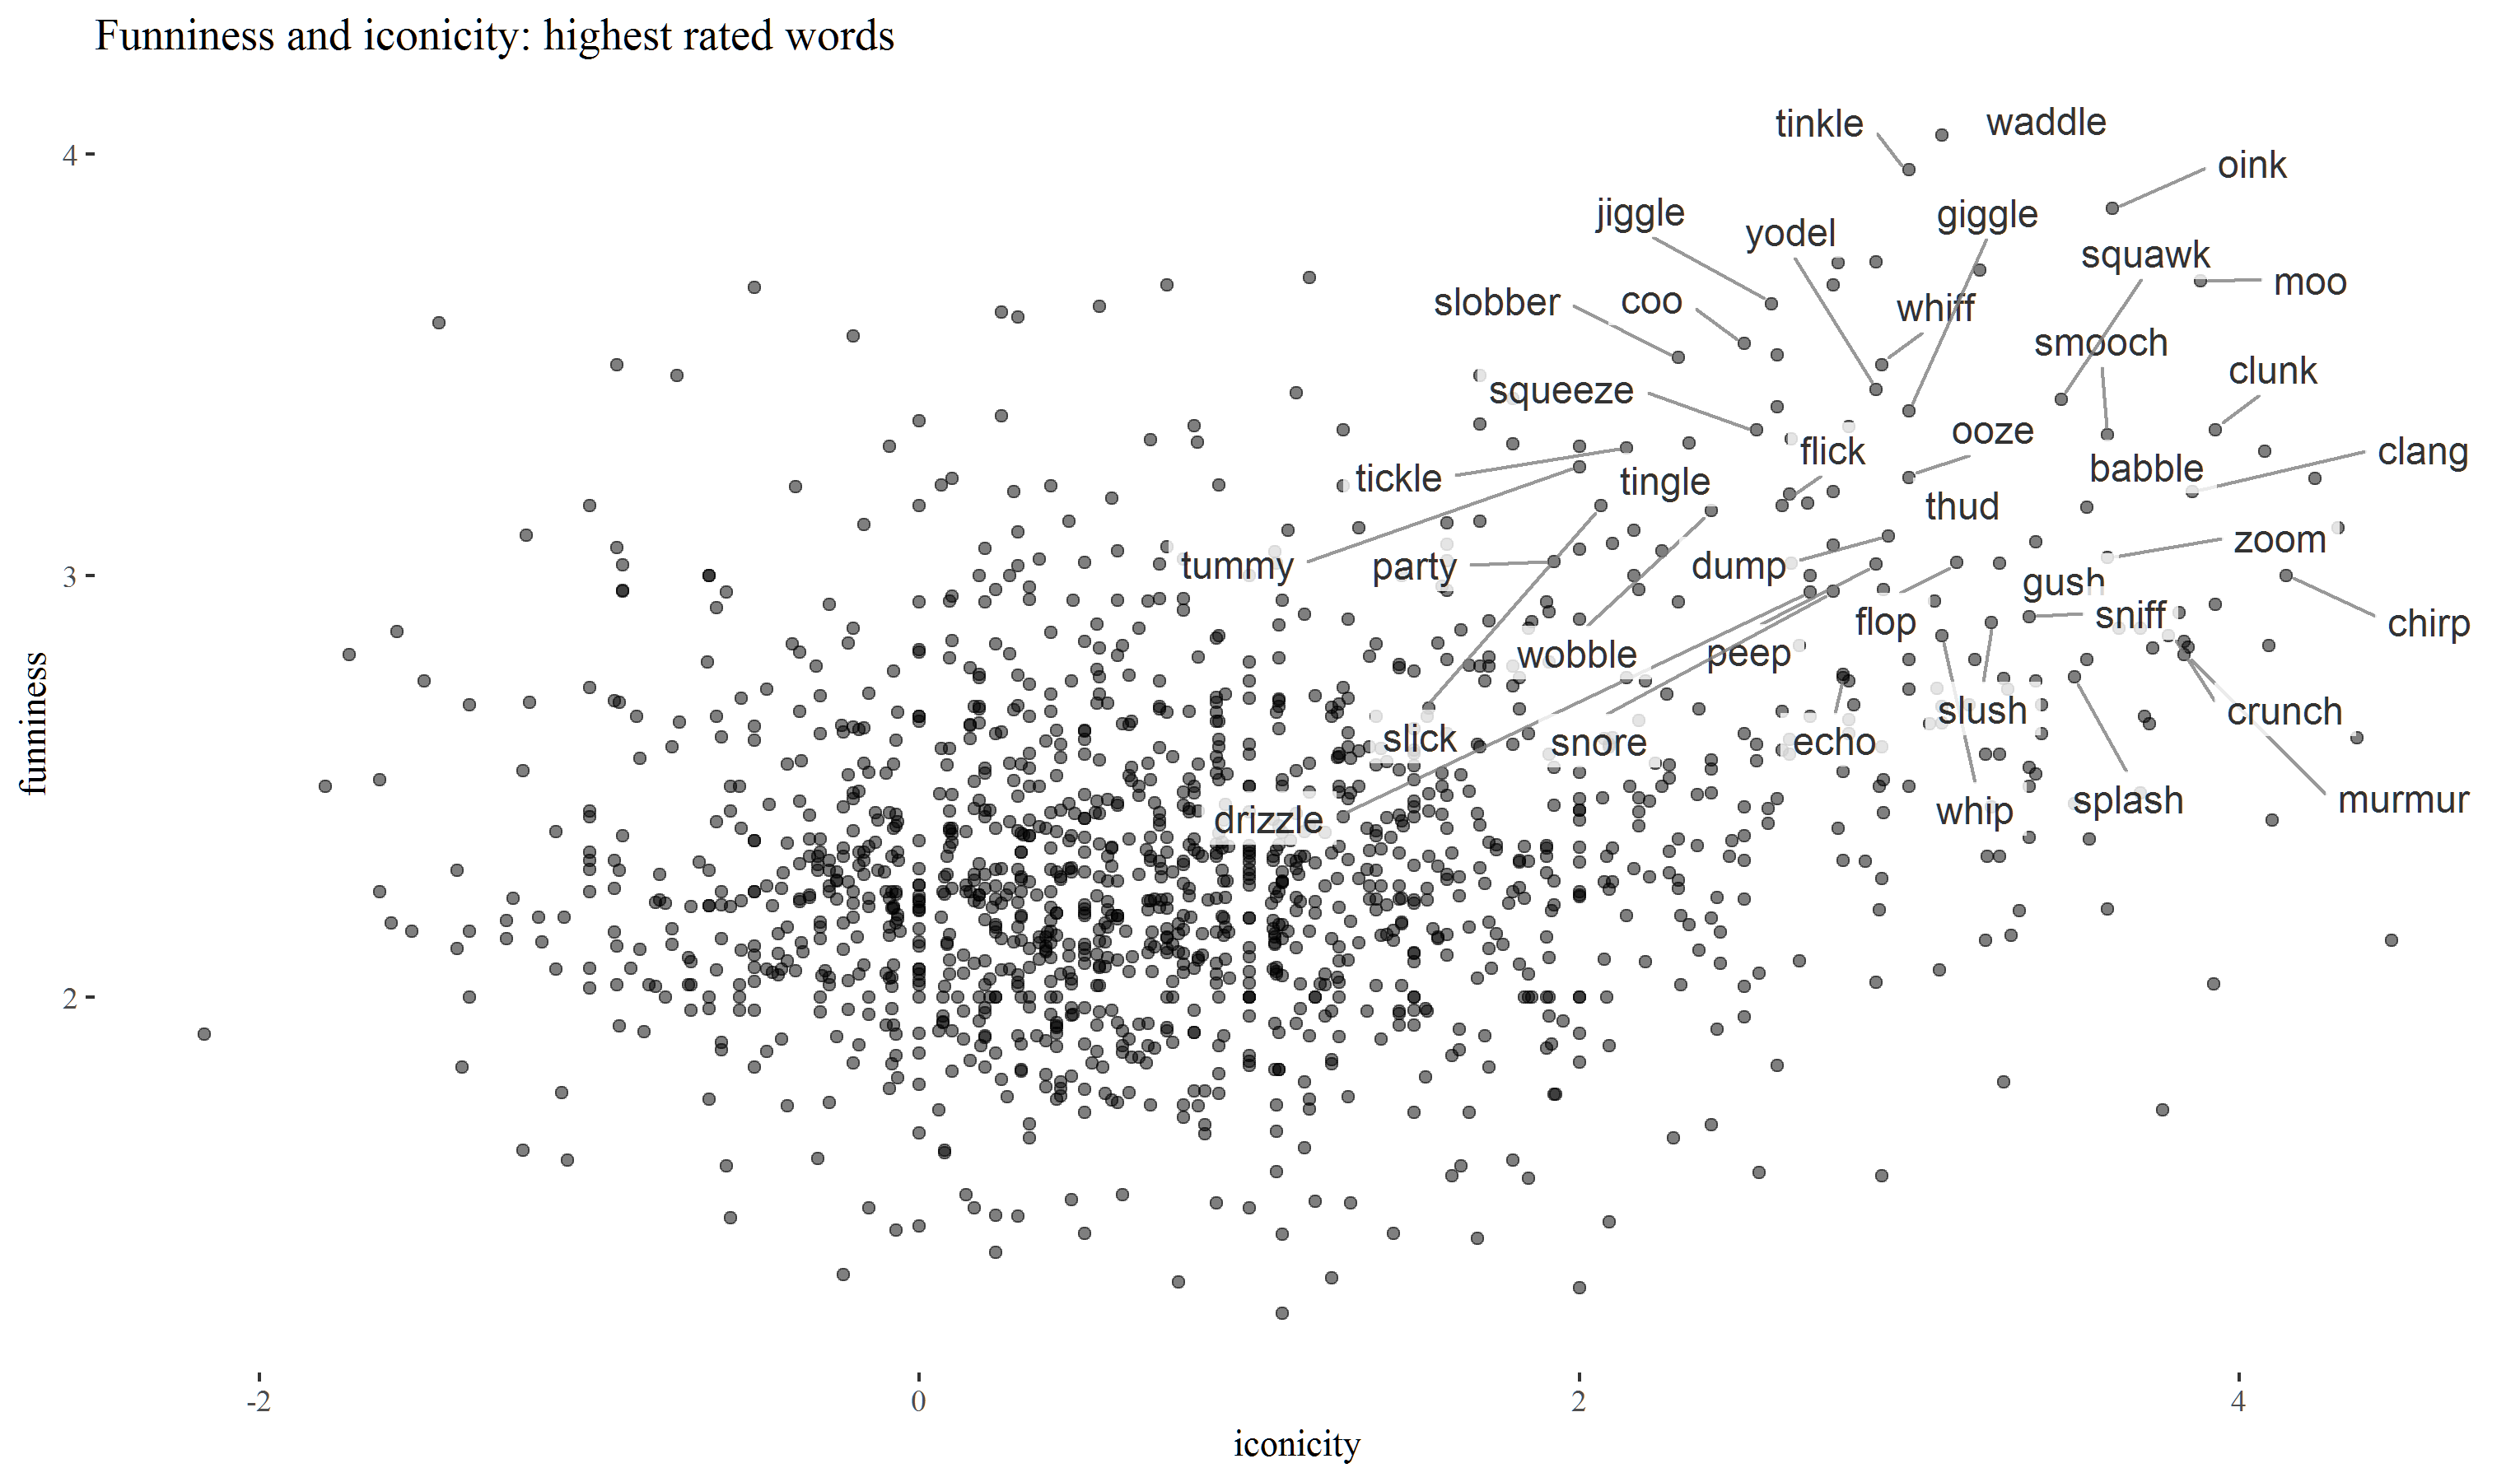 Funniness and iconicity: highest rated words
tinkle
waddle
4
oink
jiggle
giggle
yodel
squawk
moo
slobber
coo
whiff
smooch
clunk
squeeze
ooze
flick
clang
babble
tickle
tingle
thud
zoom
tummy
party
dump
3
gush
sniff
flop
chirp
wobble
peep
funniness
slush
crunch
slick
snore
echo
whip
splash
murmur
drizzle
2
-2
0
2
4
iconicity